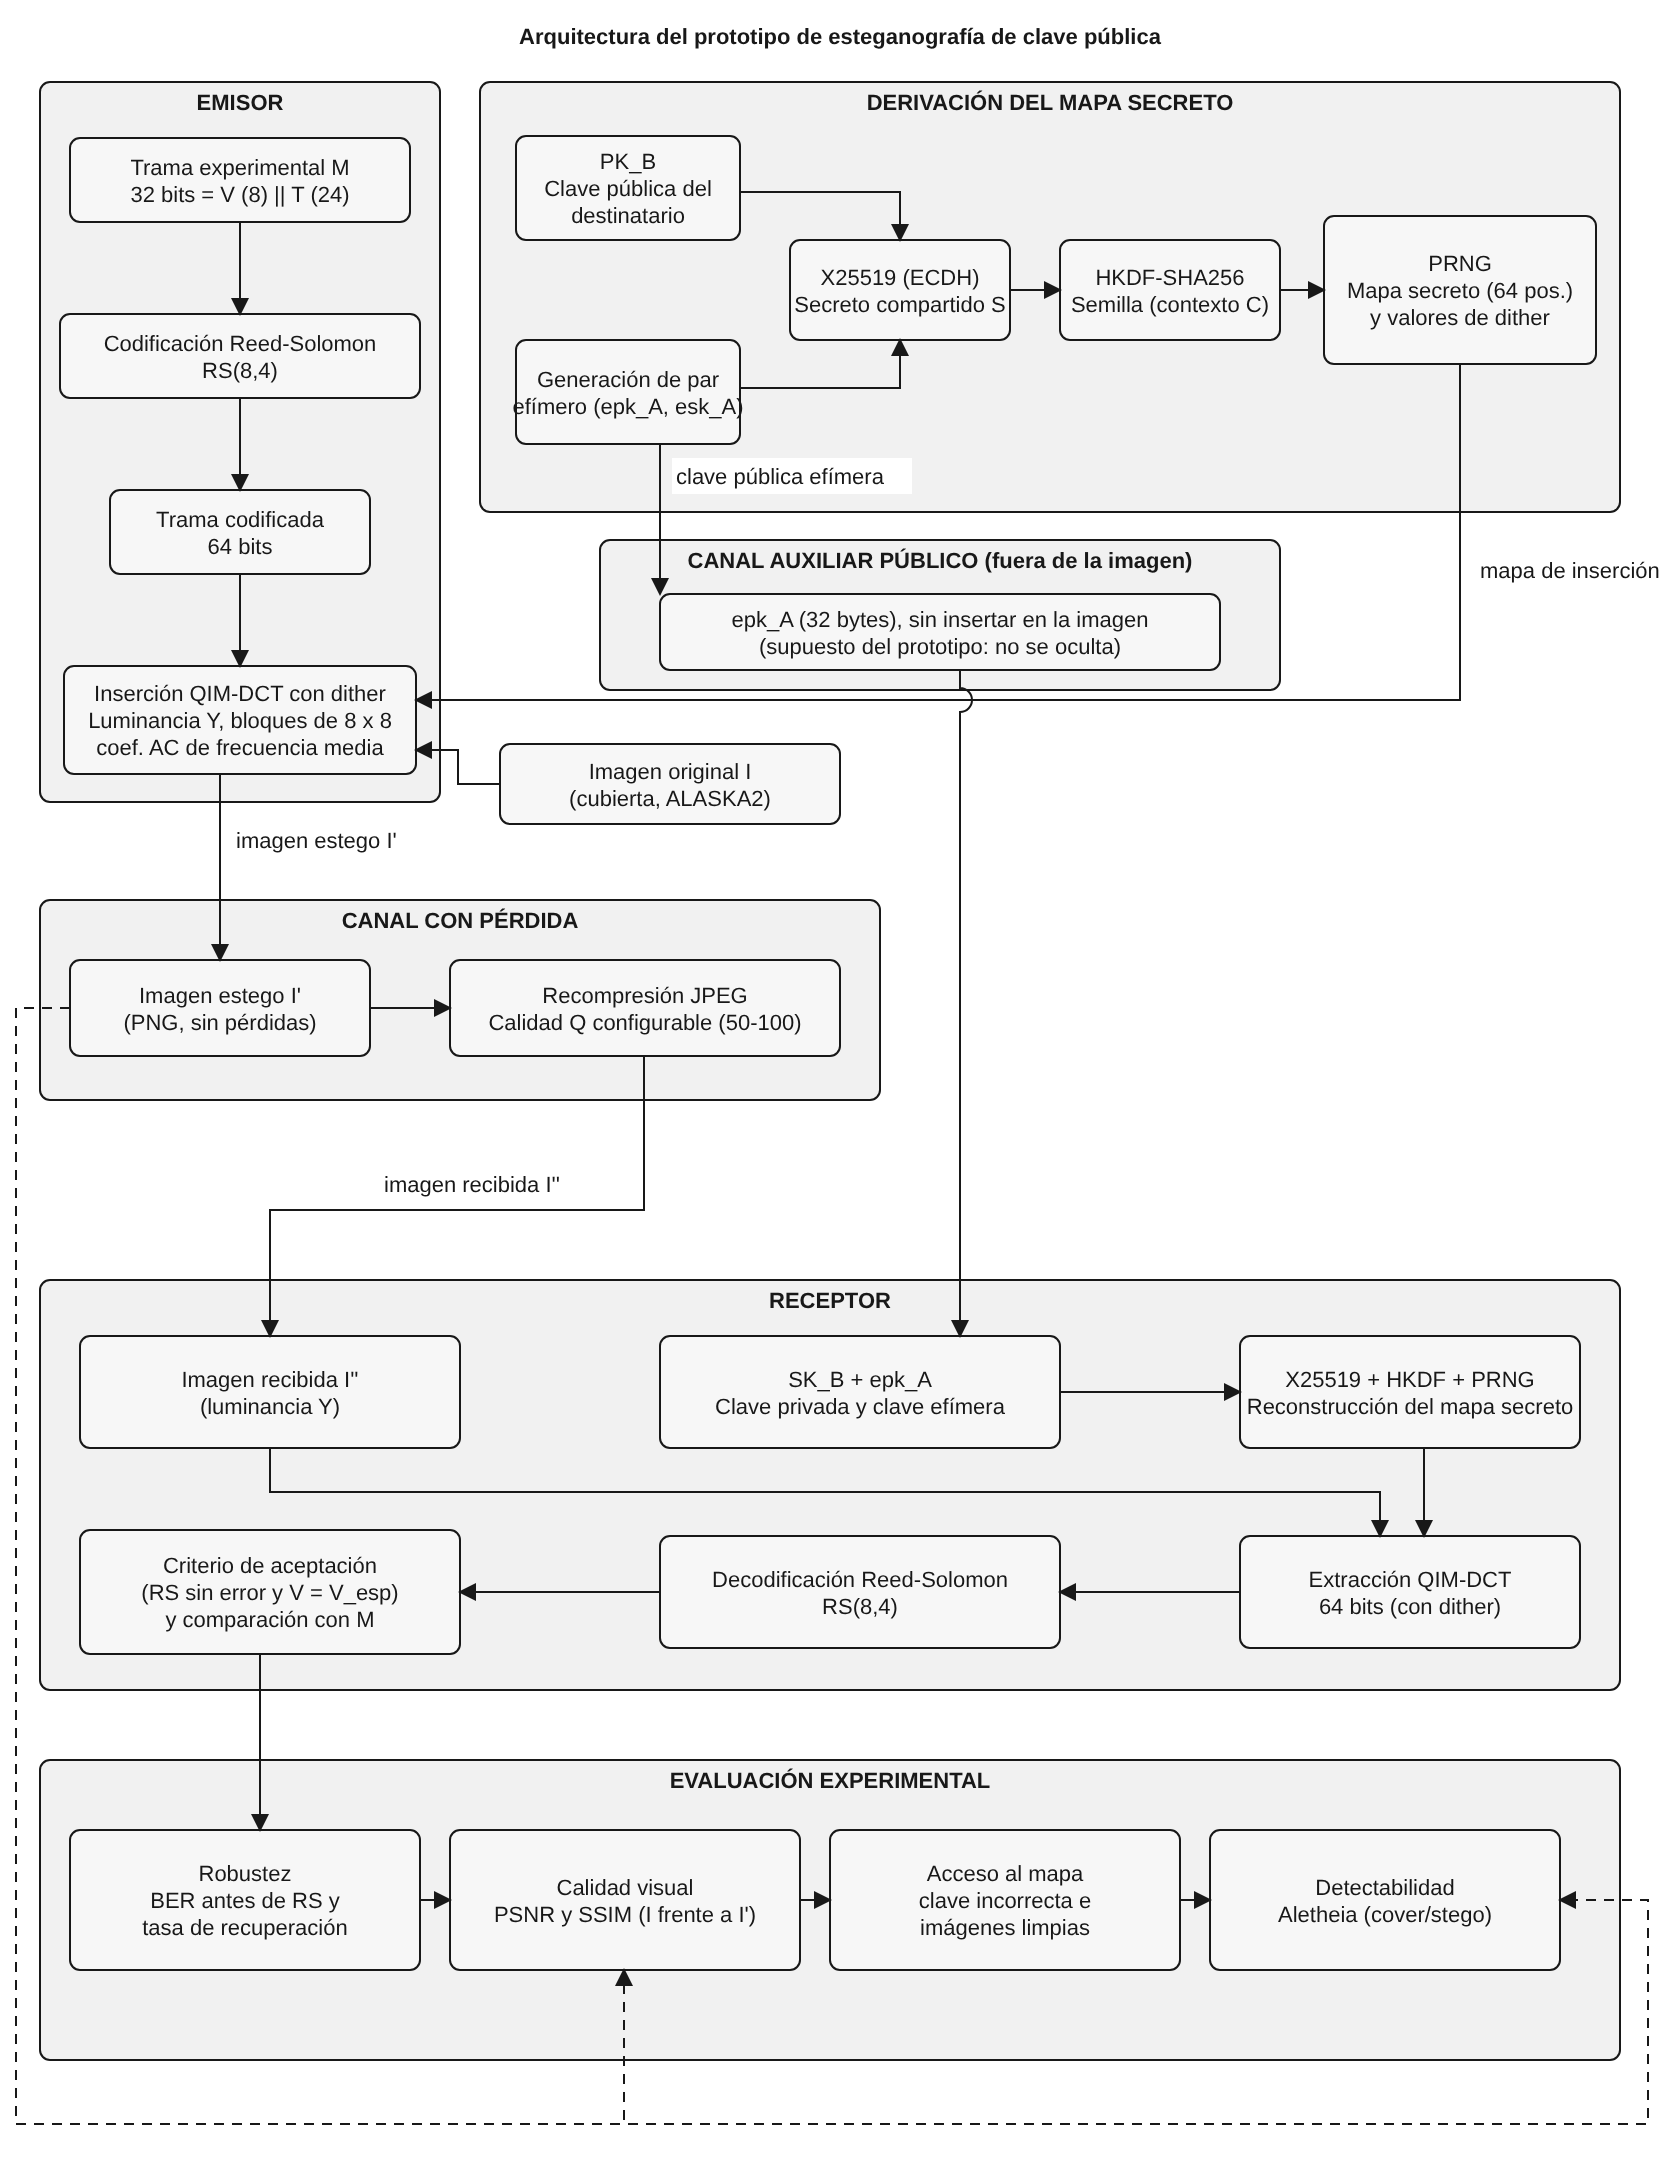 Arquitectura del prototipo de esteganografía de clave pública
EMISOR
Trama experimental M
32 bits = V (8) || T (24)
Codificación Reed-Solomon
RS(8,4)
Trama codificada
64 bits
Inserción QIM-DCT con dither
Luminancia Y, bloques de 8 x 8
coef. AC de frecuencia media
DERIVACIÓN DEL MAPA SECRETO
PK_B
Clave pública del
destinatario
X25519 (ECDH)
Secreto compartido S
HKDF-SHA256
Semilla (contexto C)
PRNG
Mapa secreto (64 pos.)
y valores de dither
Generación de par
efímero (epk_A, esk_A)
clave pública efímera
CANAL AUXILIAR PÚBLICO (fuera de la imagen)
epk_A (32 bytes), sin insertar en la imagen
(supuesto del prototipo: no se oculta)
mapa de inserción
Imagen original I
(cubierta, ALASKA2)
imagen estego I'
CANAL CON PÉRDIDA
Imagen estego I'
(PNG, sin pérdidas)
Recompresión JPEG
Calidad Q configurable (50-100)
imagen recibida I''
RECEPTOR
Imagen recibida I''
(luminancia Y)
SK_B + epk_A
Clave privada y clave efímera
X25519 + HKDF + PRNG
Reconstrucción del mapa secreto
Criterio de aceptación
(RS sin error y V = V_esp)
y comparación con M
Decodificación Reed-Solomon
RS(8,4)
Extracción QIM-DCT
64 bits (con dither)
EVALUACIÓN EXPERIMENTAL
Robustez
BER antes de RS y
tasa de recuperación
Calidad visual
PSNR y SSIM (I frente a I')
Acceso al mapa
clave incorrecta e
imágenes limpias
Detectabilidad
Aletheia (cover/stego)